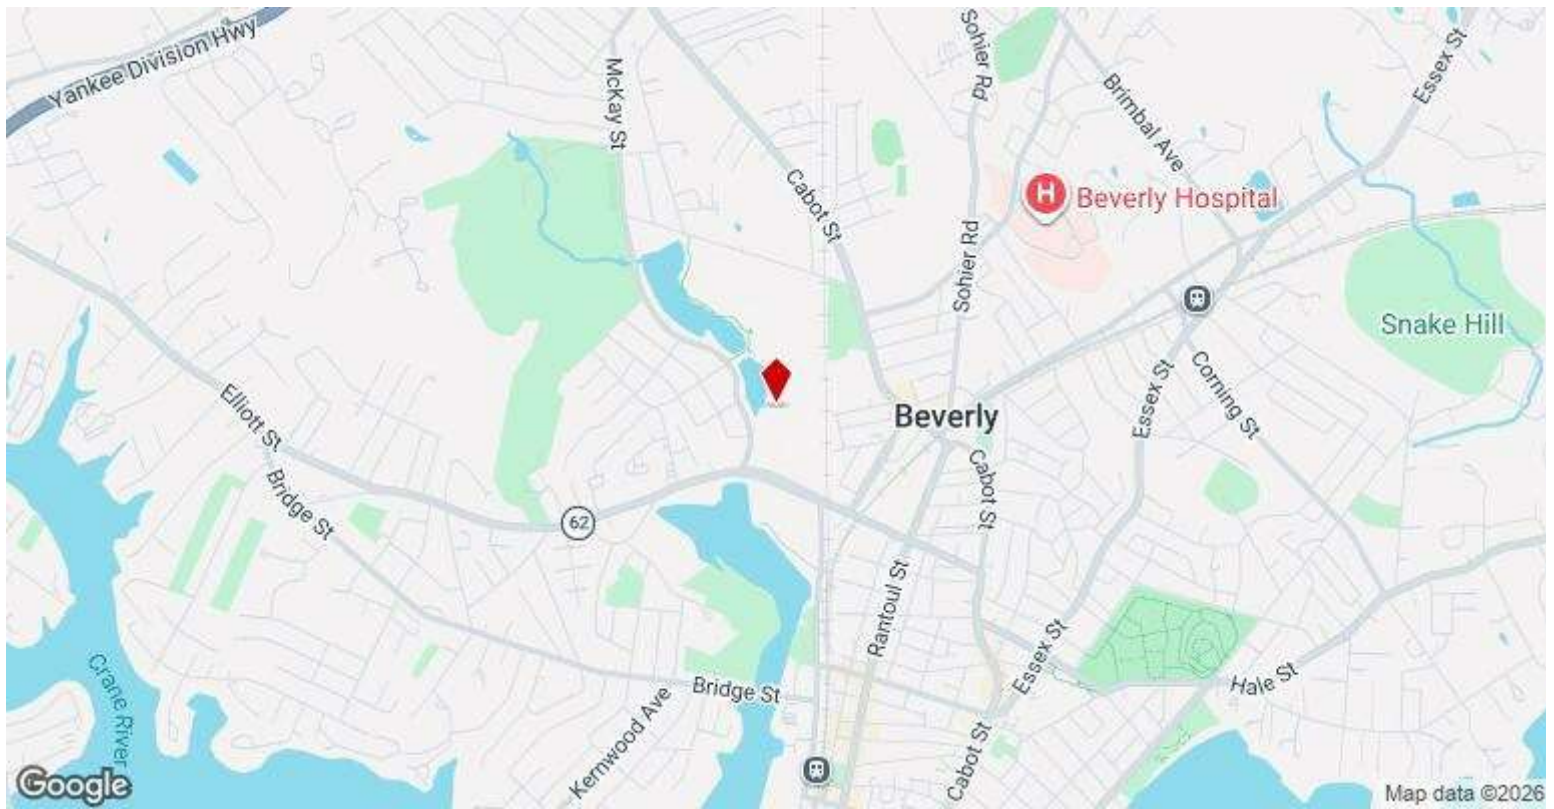 Yankee Division Hwy
McKay St
Sohier Rd
Brimbal Ave
Essex St
Cabot St
H
Beverly Hospital
Sohier Rd
Snake Hill
Elliott St
Beverly
Essex St
Corning St
Bridge St
Cabot St
62
Rantoul St
Essex St
Hale St
Crane River
Bridge St
Kernwood Ave
Cabot St
Google
Map data ©2026